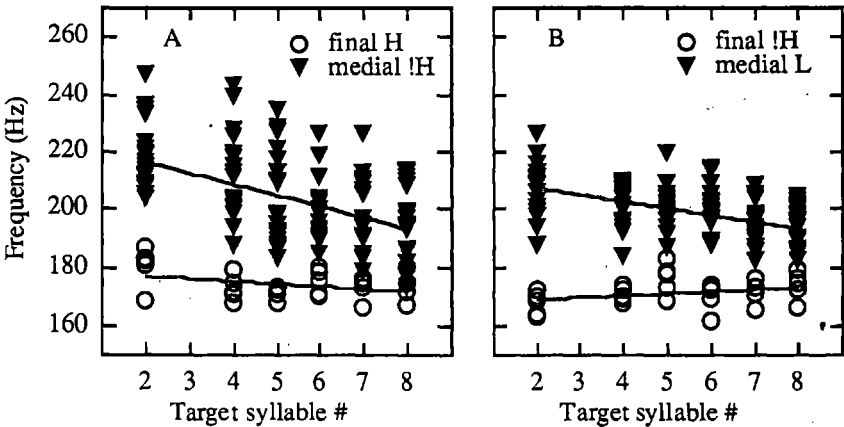 260
240
220
200
180
160
Frequency (Hz)
A
final H
medial !H
2 3 4 5 6 7 8
Target syllable #
B
final !H
medial L
2 3 4 5 6 7 8
Target syllable #